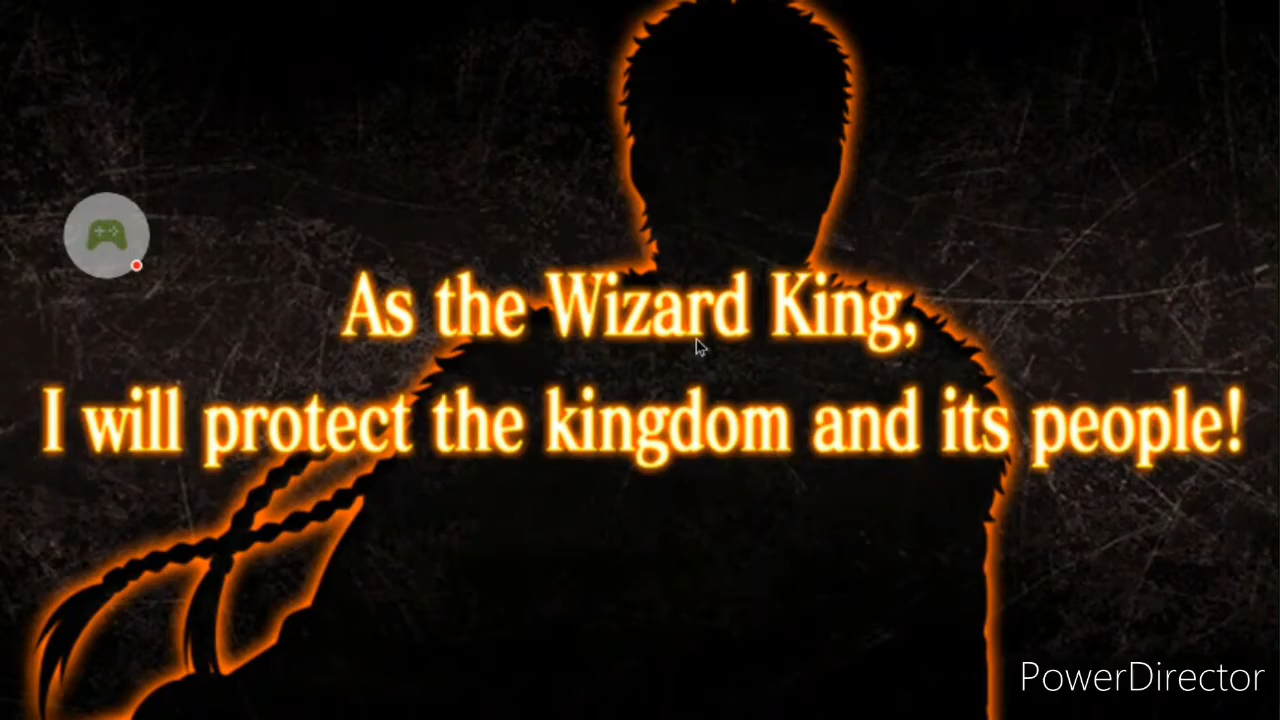 As the Wizard King,
I will protect the kingdom and its people!
PowerDirector